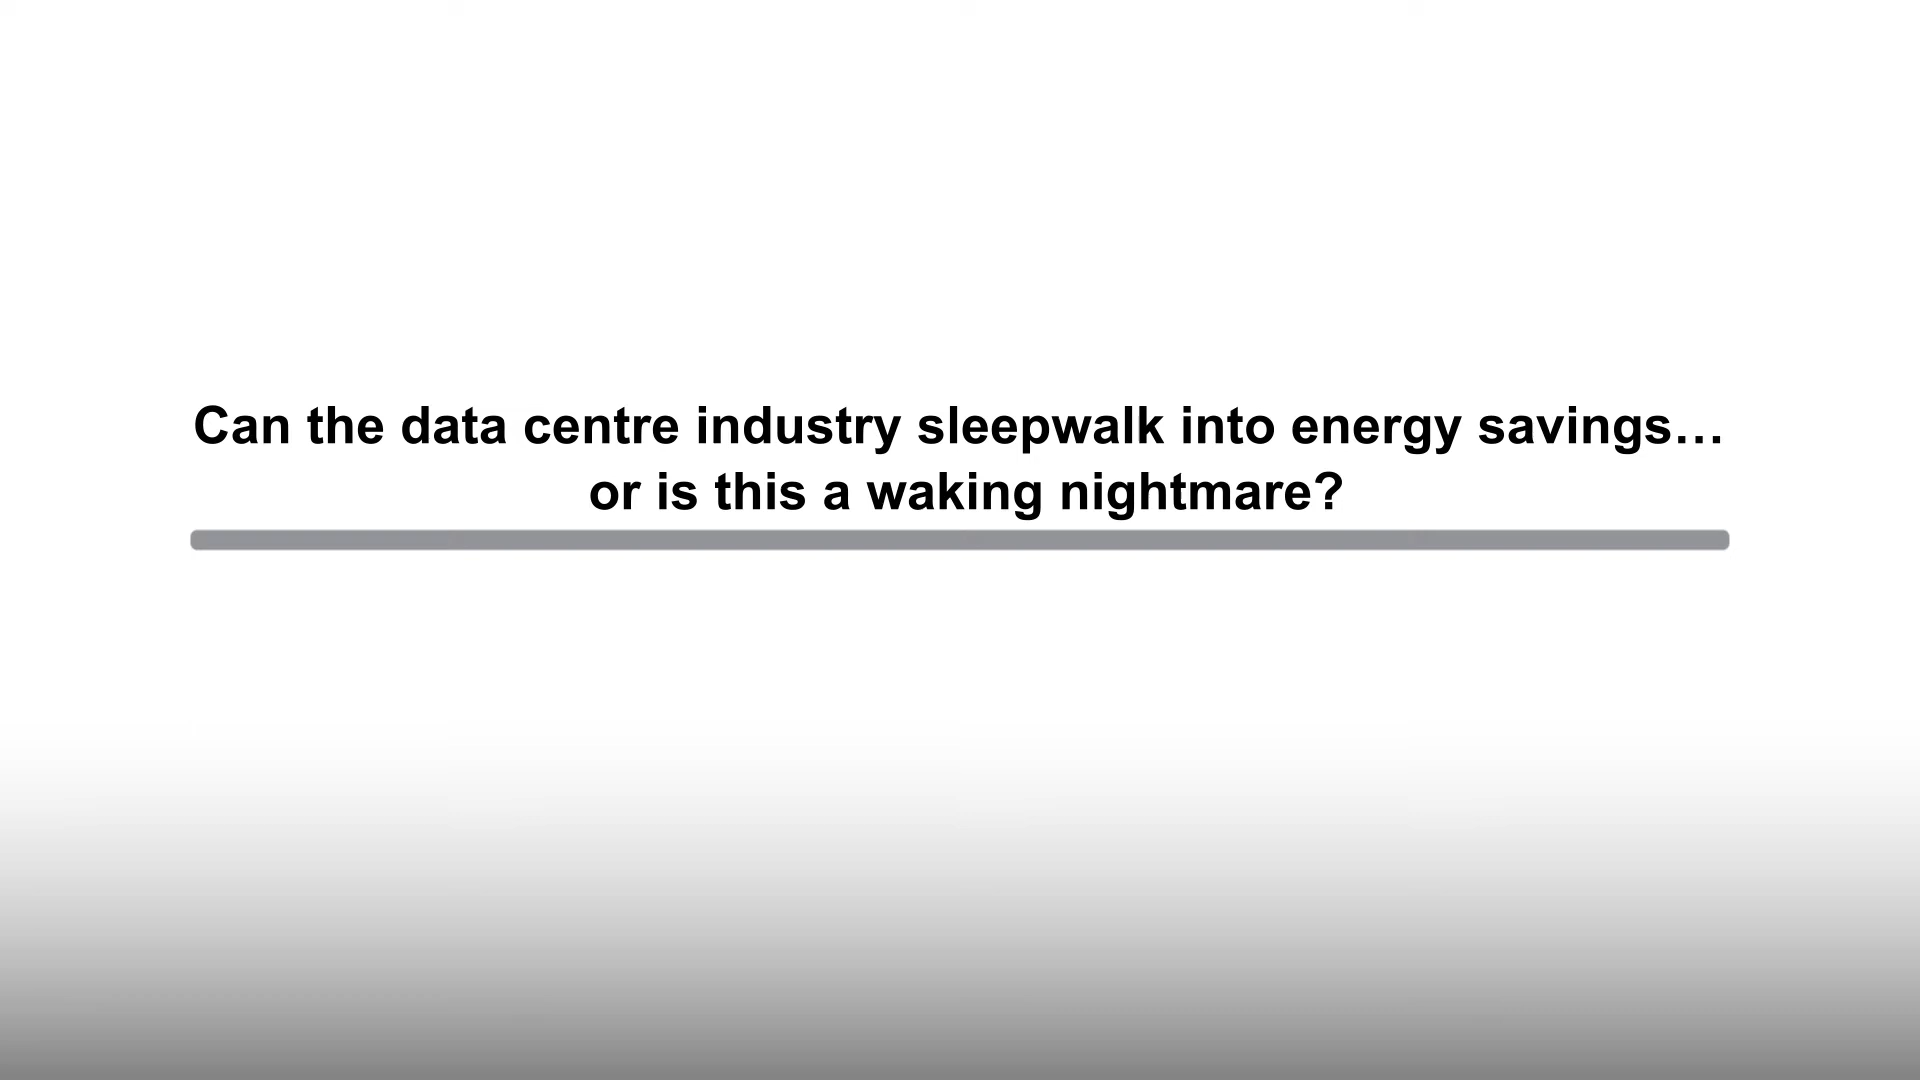 Can the data centre industry sleepwalk into energy savings…
or is this a waking nightmare?